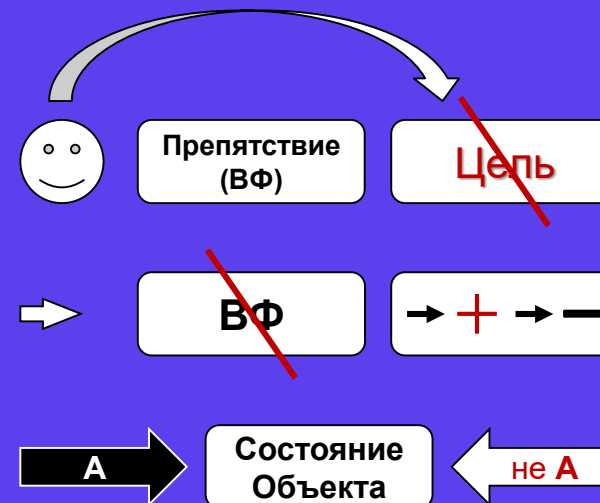 Препятствие
(ВФ)
Цель
ВФ
+ −
А
Состояние
Объекта
не А